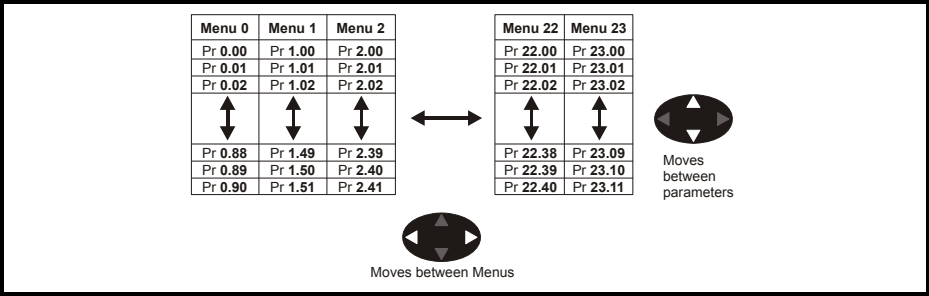 Menu 0 Menu 1 Menu 2 Menu 22 Menu 23
Pr 0.00 Pr 1.00 Pr 2.00 Pr 22.00 Pr 23.00
Pr 0.01 Pr 1.01 Pr 2.01 Pr 22.01 Pr 23.01
Pr 0.02 Pr 1.02 Pr 2.02 Pr 22.02 Pr 23.02
Pr 0.88 Pr 1.49 Pr 2.39 Pr 22.38 Pr 23.09
Pr 0.89 Pr 1.50 Pr 2.40 Pr 22.39 Pr 23.10
Pr 0.90 Pr 1.51 Pr 2.41 Pr 22.40 Pr 23.11
Moves
between
parameters
Moves between Menus